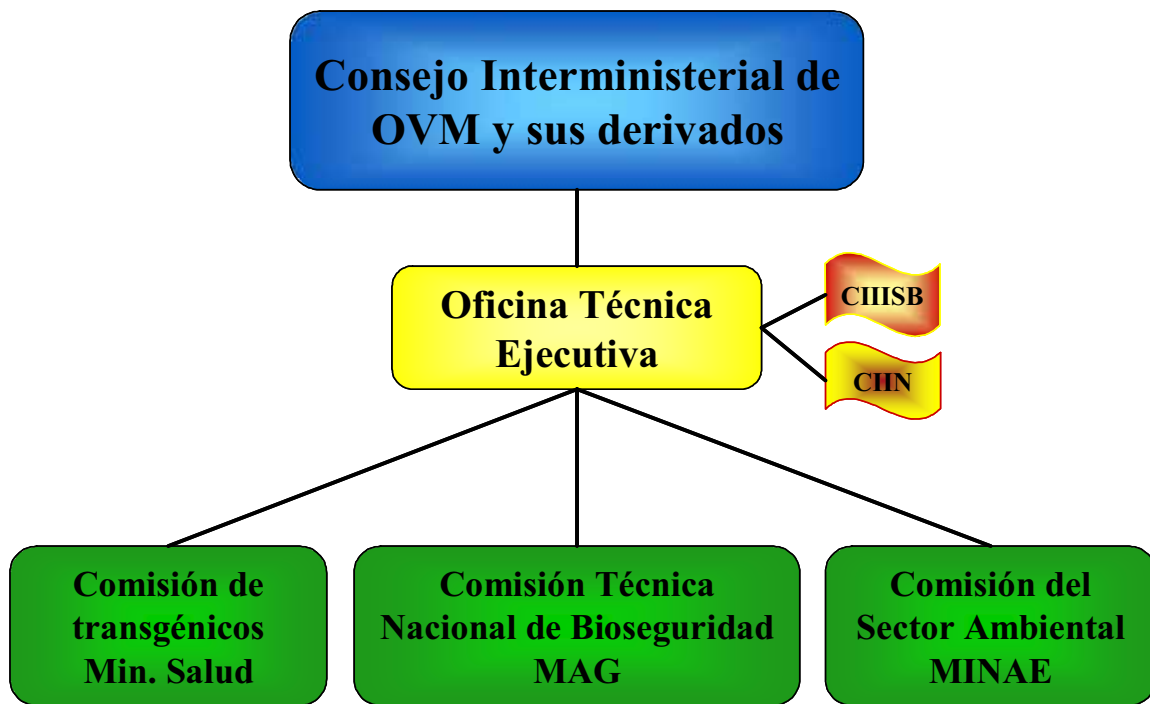 Consejo Interministerial de
OVM y sus derivados
Oficina Técnica
Ejecutiva
CIIISB
CIIN
Comisión de
transgénicos
Min. Salud
Comisión Técnica
Nacional de Bioseguridad
MAG
Comisión del
Sector Ambiental
MINAE